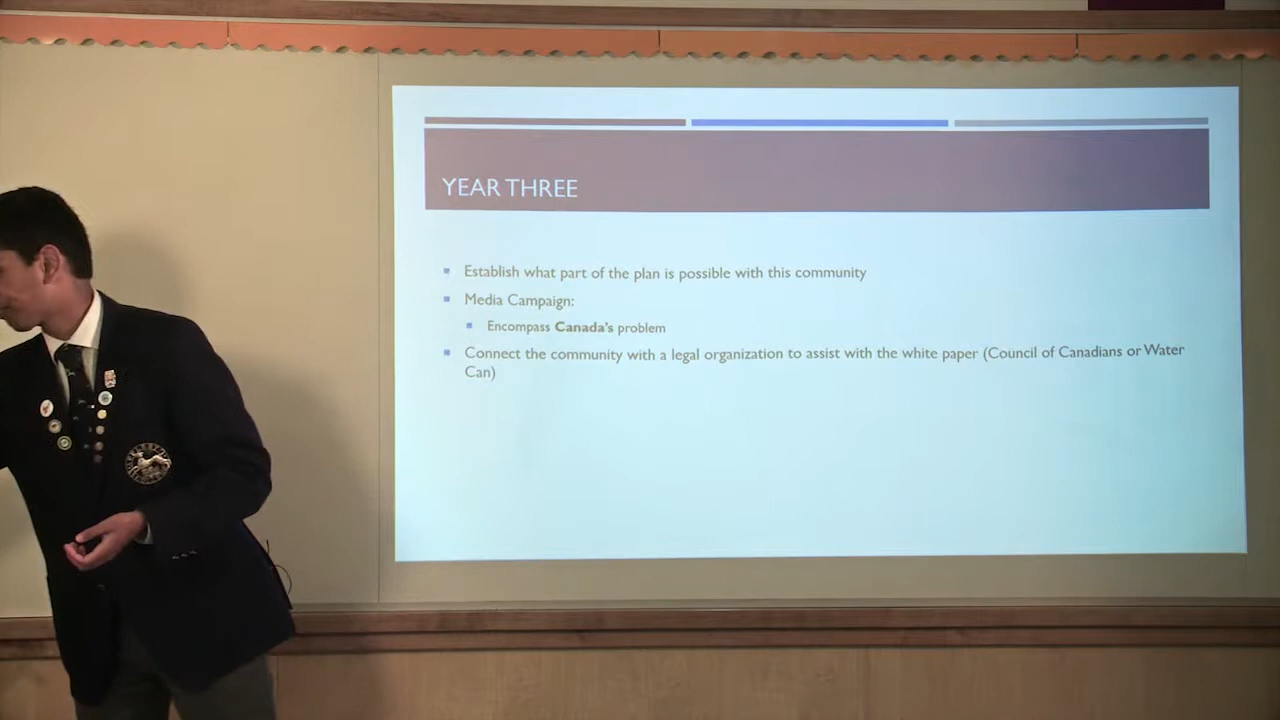 YEAR THREE
Establish what part of the plan is possible with this community
Media Campaign:
Encompass Canada's problem
Connect the community with a legal organization to assist with the white paper (Council of Canadians or Water
Can)